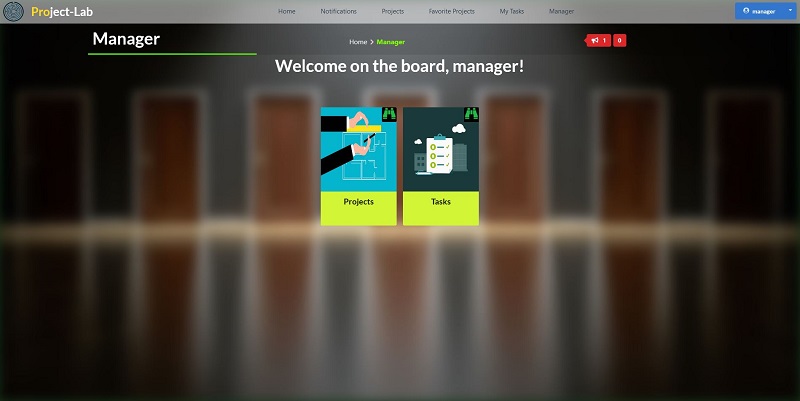 Project-Lab
Home Notifications Projects Favorite Projects My Tasks Manager
manager
Manager
Home > Manager
1 0
Welcome on the board, manager!
Projects
Tasks